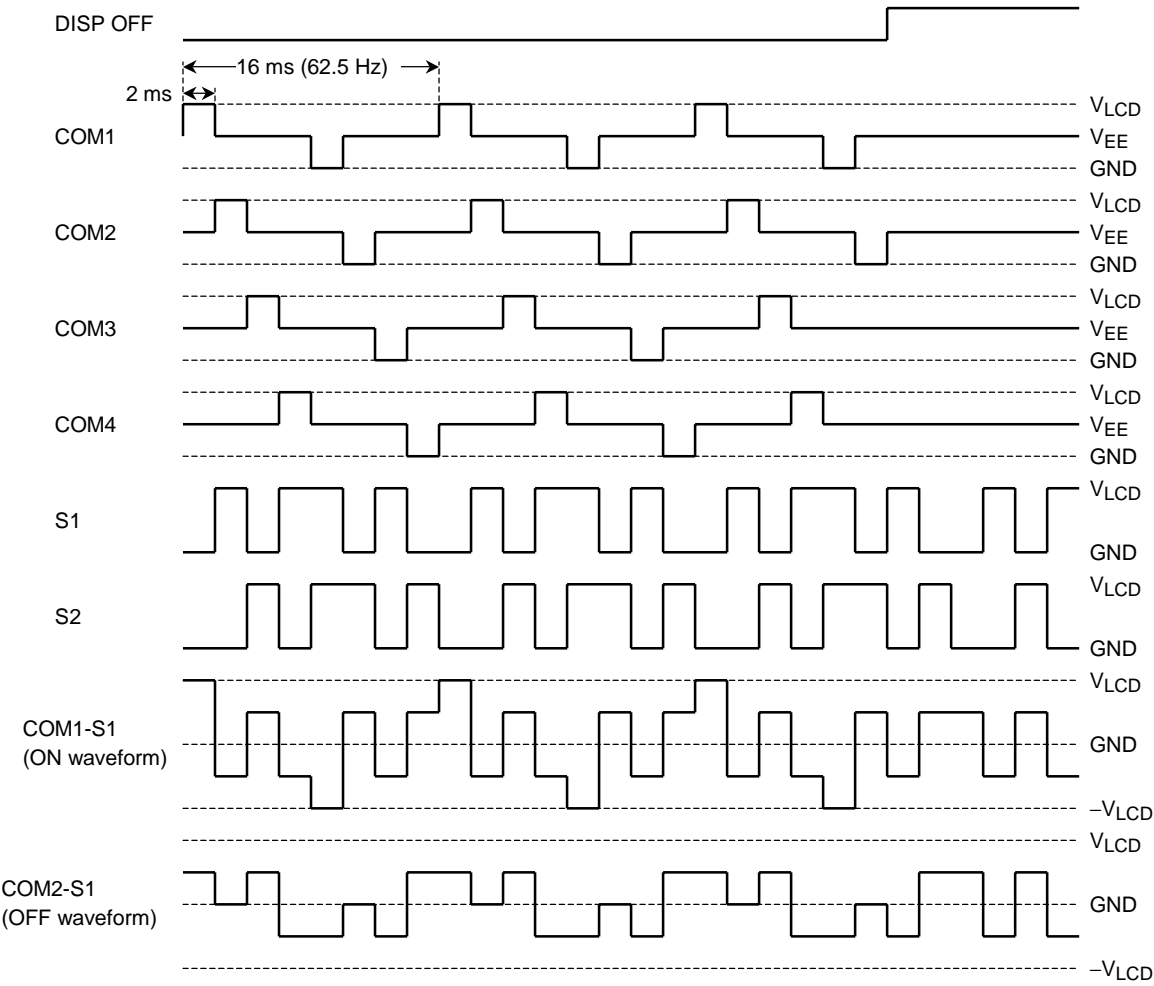 DISP OFF
16 ms (62.5 Hz)
2 ms
COM1
VLCD
VEE
GND
COM2
VLCD
VEE
GND
COM3
VLCD
VEE
GND
COM4
VLCD
VEE
GND
S1
VLCD
GND
S2
VLCD
GND
COM1-S1
(ON waveform)
VLCD
GND
–VLCD
COM2-S1
(OFF waveform)
VLCD
GND
–VLCD